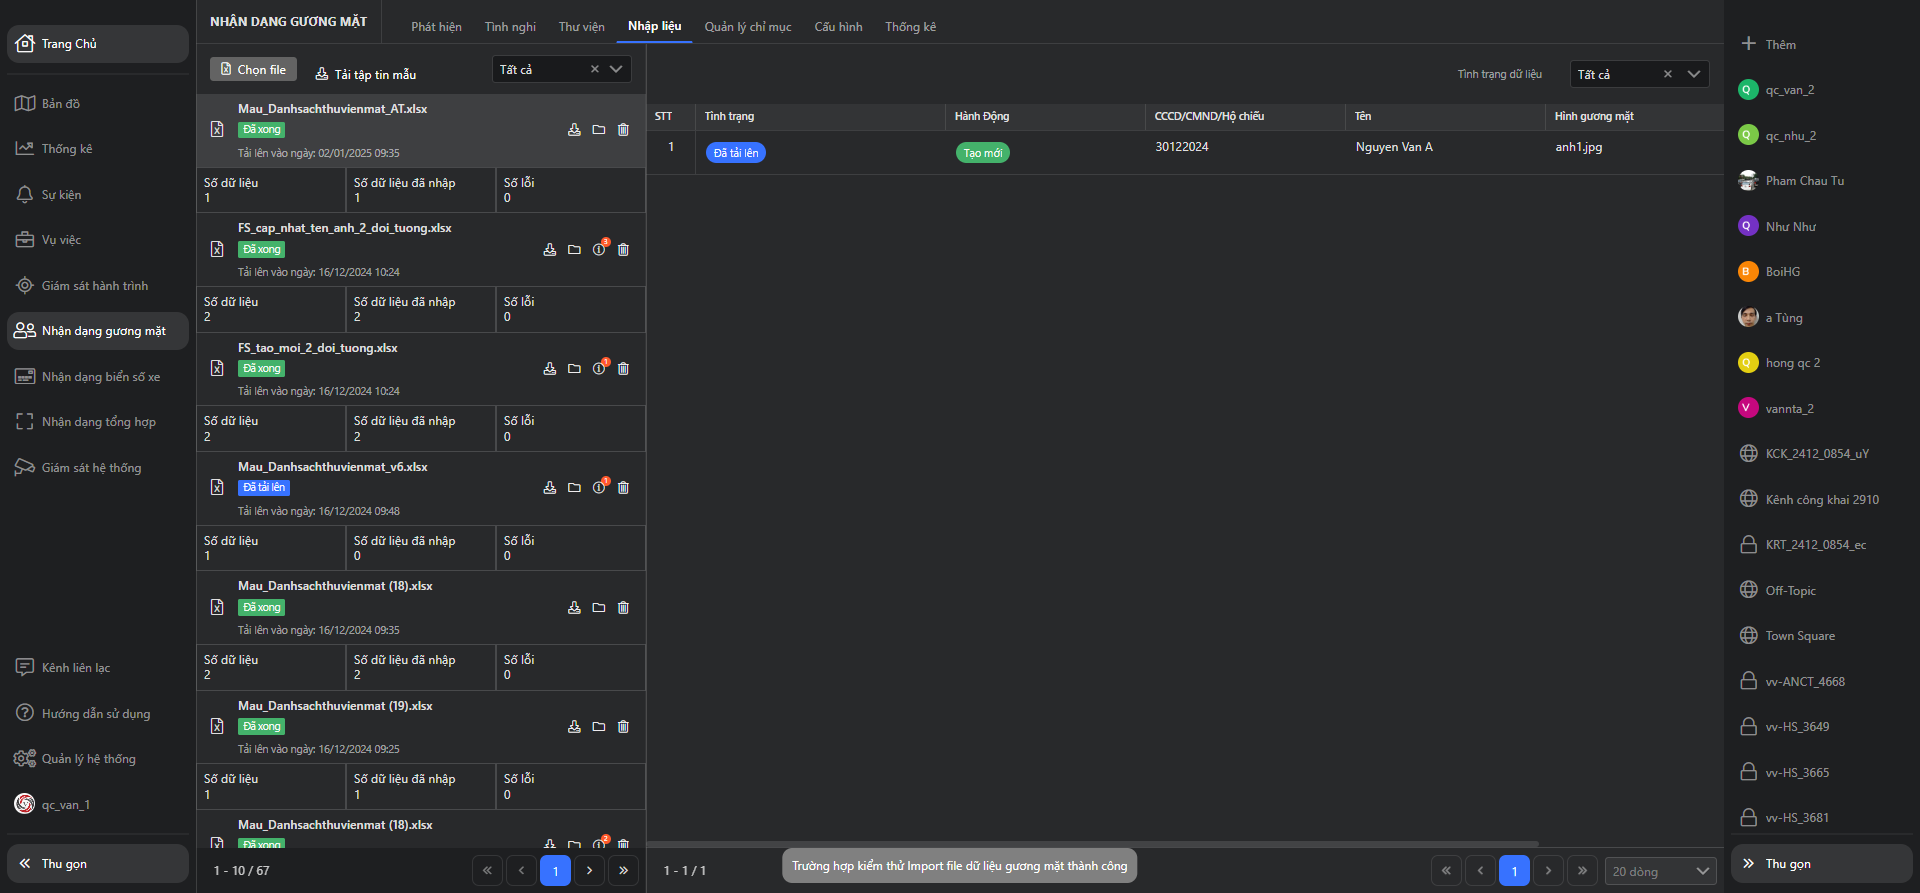 Trang Chủ
Bản đồ
Thống kê
Sự kiện
Vụ việc
Giám sát hành trình
Nhận dạng gương mặt
Nhận dạng biển số xe
Nhận dạng tổng hợp
Giám sát hệ thống
Kênh liên lạc
Hướng dẫn sử dụng
Quản lý hệ thống
qc_van_1
Thu gọn
NHẬN DẠNG GƯƠNG MẶT
Phát hiện Tình nghi Thư viện Nhập liệu Quản lý chỉ mục Cấu hình Thống kê
Chọn file Tải tập tin mẫu Tất cả
Mau_Danhsachthuvienmat_AT.xlsx
Đã xong
Tải lên vào ngày: 02/01/2025 09:35
Số dữ liệu Số dữ liệu đã nhập Số lỗi
1 1 0
FS_cap_nhat_ten_anh_2_doi_tuong.xlsx
Đã xong 3
Tải lên vào ngày: 16/12/2024 10:24
Số dữ liệu Số dữ liệu đã nhập Số lỗi
2 2 0
FS_tao_moi_2_doi_tuong.xlsx
Đã xong 1
Tải lên vào ngày: 16/12/2024 10:24
Số dữ liệu Số dữ liệu đã nhập Số lỗi
2 2 0
Mau_Danhsachthuvienmat_v6.xlsx
Đã tải lên 1
Tải lên vào ngày: 16/12/2024 09:48
Số dữ liệu Số dữ liệu đã nhập Số lỗi
1 0 0
Mau_Danhsachthuvienmat (18).xlsx
Đã xong
Tải lên vào ngày: 16/12/2024 09:35
Số dữ liệu Số dữ liệu đã nhập Số lỗi
2 2 0
Mau_Danhsachthuvienmat (19).xlsx
Đã xong
Tải lên vào ngày: 16/12/2024 09:25
Số dữ liệu Số dữ liệu đã nhập Số lỗi
1 1 0
Mau_Danhsachthuvienmat (18).xlsx
Đã xong 2
1 - 10 / 67 1
Tình trạng dữ liệu Tất cả
STT Tình trạng Hành Động CCCD/CMND/Hộ chiếu Tên Hình gương mặt
1 Đã tải lên Tạo mới 30122024 Nguyen Van A anh1.jpg
1 - 1 / 1 Trường hợp kiểm thử Import file dữ liệu gương mặt thành công 1 20 dòng
Thêm
Q qc_van_2
Q qc_nhu_2
Pham Chau Tu
Q Như Như
B BoiHG
a Tùng
Q hong qc 2
V vannta_2
KCK_2412_0854_uY
Kênh công khai 2910
KRT_2412_0854_ec
Off-Topic
Town Square
vv-ANCT_4668
vv-HS_3649
vv-HS_3665
vv-HS_3681
Thu gọn